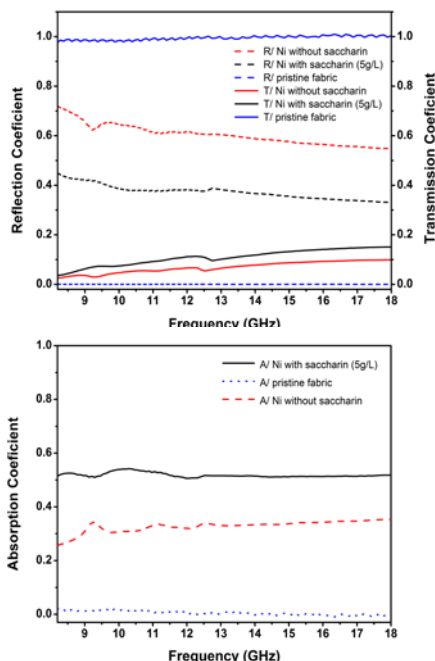 1.0
0.8
0.6
0.4
0.2
0.0
Reflection Coeficient
R/ Ni without saccharin
R/ Ni with saccharin (5g/L)
R/ pristine fabric
T/ Ni without saccharin
T/ Ni with saccharin (5g/L)
T/ pristine fabric
1.0
0.8
0.6
0.4
0.2
0.0
Transmission Coeficient
9 10 11 12 13 14 15 16 17 18
Frequency (GHz)
1.0
0.8
0.6
0.4
0.2
0.0
Absorption Coeficient
A/ Ni with saccharin (5g/L)
A/ pristine fabric
A/ Ni without saccharin
9 10 11 12 13 14 15 16 17 18
Frequency (GHz)